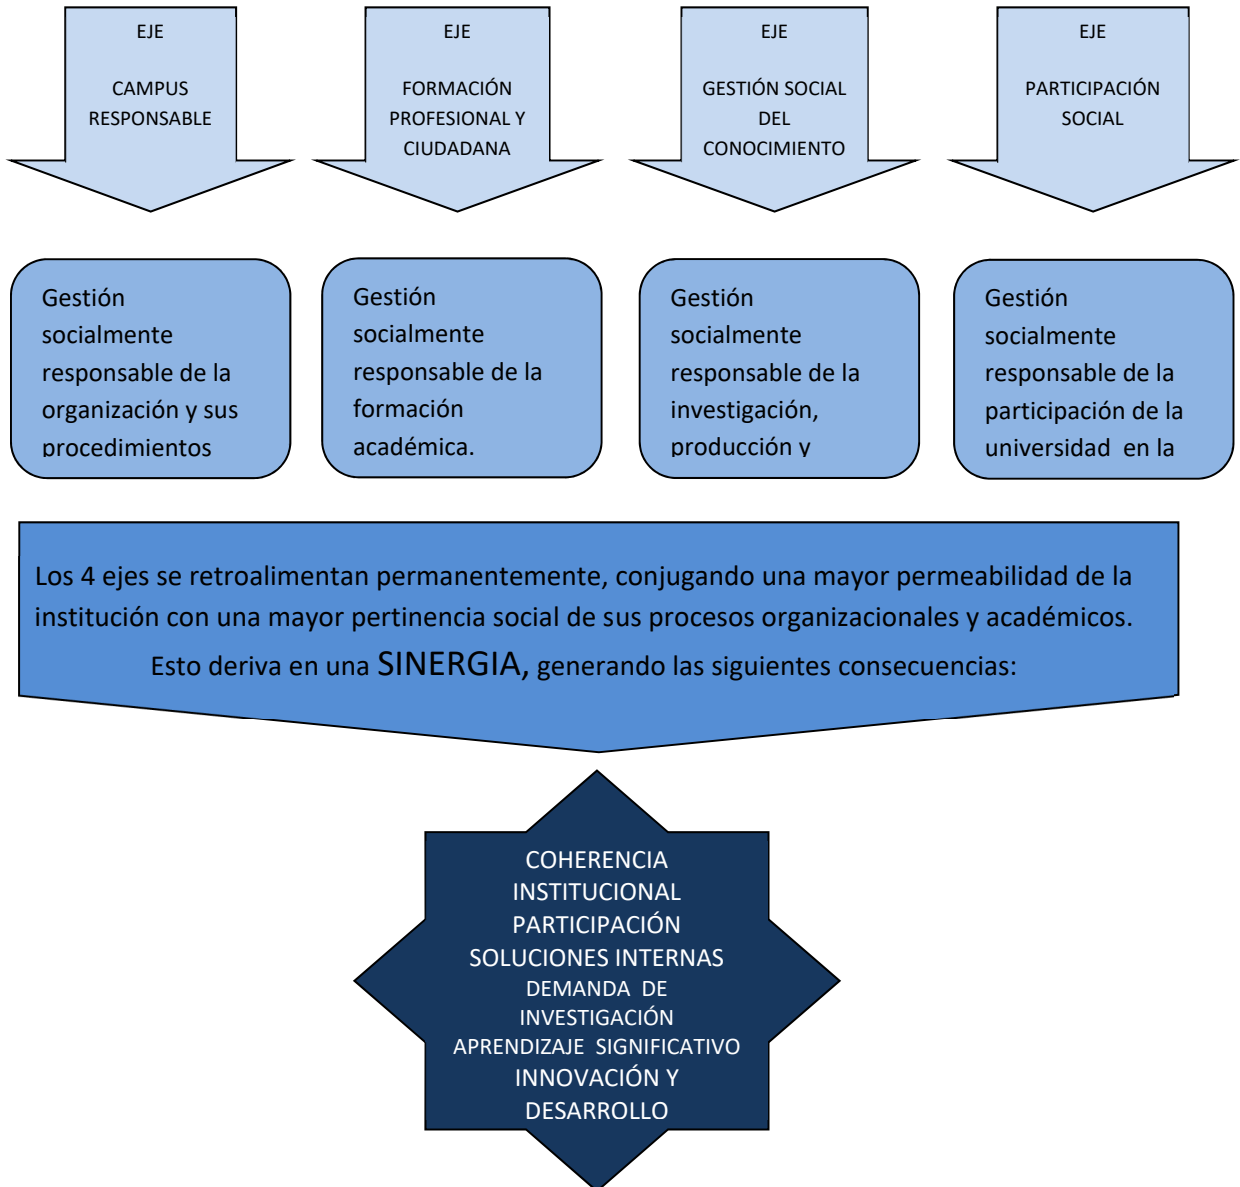 EJE
CAMPUS
RESPONSABLE
EJE
FORMACIÓN
PROFESIONAL Y
CIUDADANA
EJE
GESTIÓN SOCIAL
DEL
CONOCIMIENTO
EJE
PARTICIPACIÓN
SOCIAL
Gestión
socialmente
responsable de la
organización y sus
procedimientos
Gestión
socialmente
responsable de la
formación
académica.
Gestión
socialmente
responsable de la
investigación,
producción y
Gestión
socialmente
responsable de la
participación de la
universidad en la
Los 4 ejes se retroalimentan permanentemente, conjugando una mayor permeabilidad de la
institución con una mayor pertinencia social de sus procesos organizacionales y académicos.
Esto deriva en una SINERGIA, generando las siguientes consecuencias:
COHERENCIA
INSTITUCIONAL
PARTICIPACIÓN
SOLUCIONES INTERNAS
DEMANDA DE
INVESTIGACIÓN
APRENDIZAJE SIGNIFICATIVO
INNOVACIÓN Y
DESARROLLO